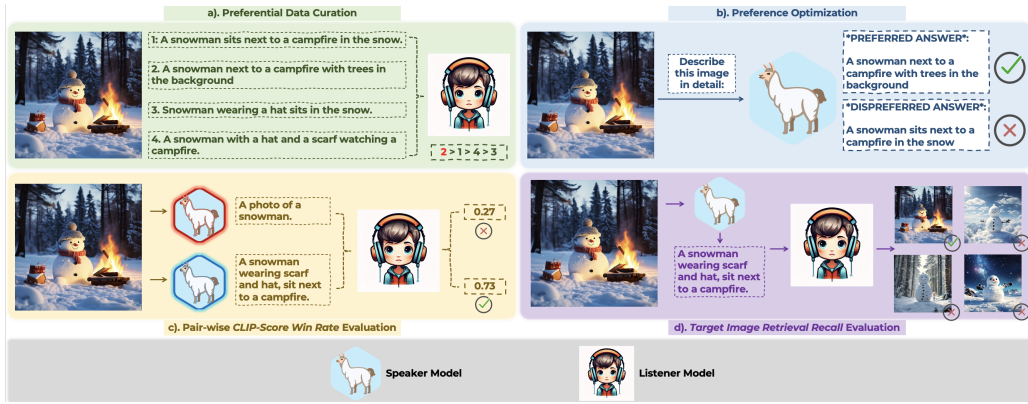 a). Preferential Data Curation
1: A snowman sits next to a campfire in the snow.
2. A snowman next to a campfire with trees in
the background
3. Snowman wearing a hat sits in the snow.
4. A snowman with a hat and a scarf watching a
campfire.
2 > 1 > 4 > 3
b). Preference Optimization
Describe
this image
in detail:
*PREFERRED ANSWER*:
A snowman next to a
campfire with trees in the
background
*DISPREFERRED ANSWER*:
A snowman sits next to a
campfire in the snow
A photo of a
snowman.
A snowman
wearing scarf
and hat, sit next
to a campfire.
0.27
0.73
c). Pair-wise CLIP-Score Win Rate Evaluation
A snowman
wearing scarf
and hat, sit next
to a campfire.
d). Target Image Retrieval Recall Evaluation
Speaker Model
Listener Model